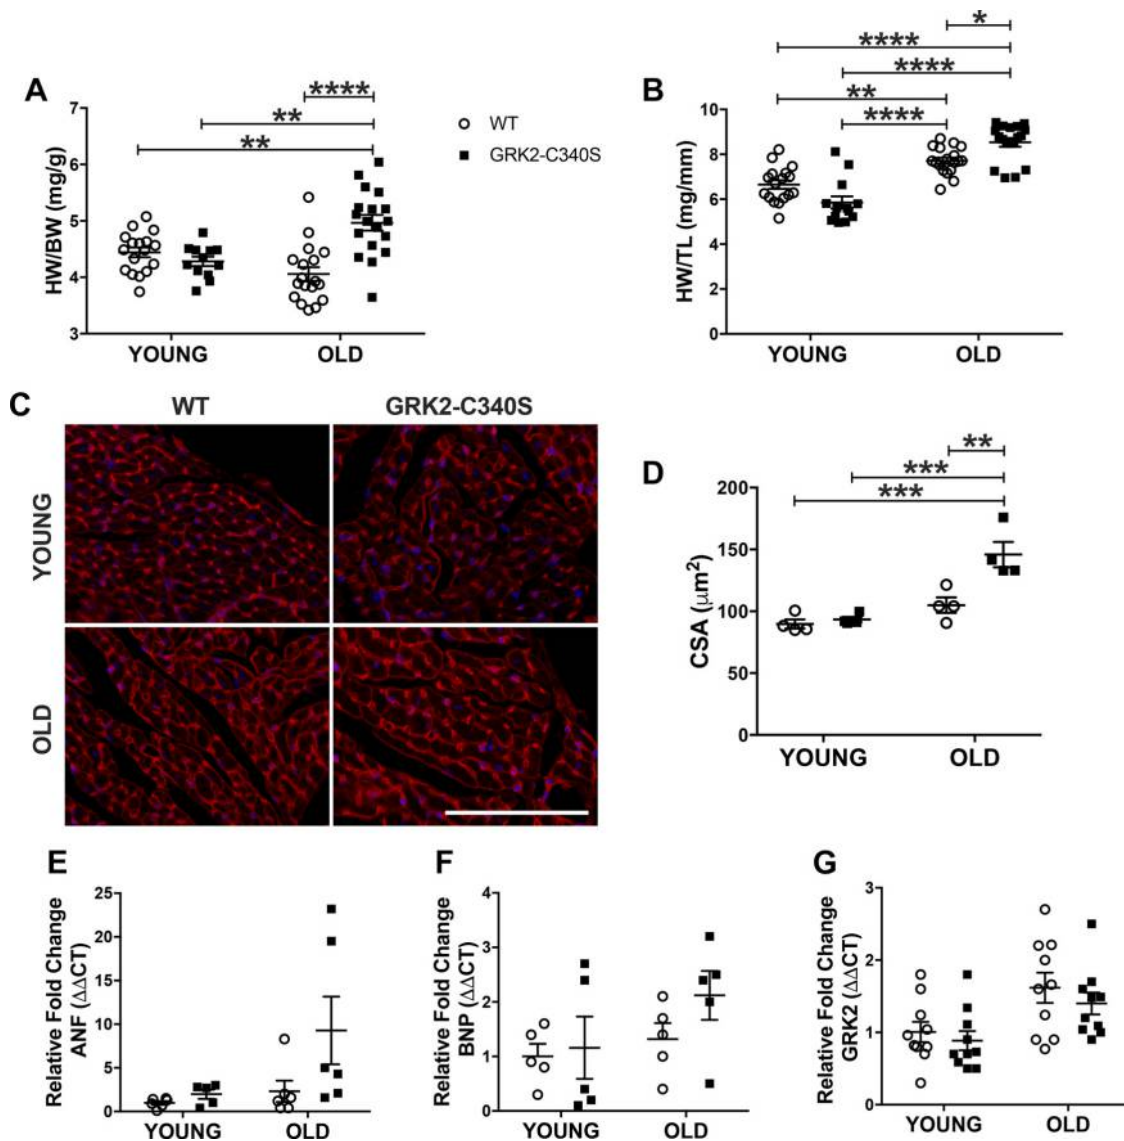 A
HW/BW (mg/g)
7
6
5
4
3
****
**
**
YOUNG
OLD
WT
GRK2-C340S
B
HW/TL (mg/mm)
10
8
6
4
2
0
*
****
****
**
****
YOUNG
OLD
C
WT
GRK2-C340S
YOUNG
OLD
D
CSA (μm²)
200
150
100
50
0
**
***
***
YOUNG
OLD
E
Relative Fold Change
ANF (ΔΔCT)
25
20
15
10
5
0
YOUNG
OLD
F
Relative Fold Change
BNP (ΔΔCT)
4
3
2
1
0
YOUNG
OLD
G
Relative Fold Change
GRK2 (ΔΔCT)
3
2
1
0
YOUNG
OLD